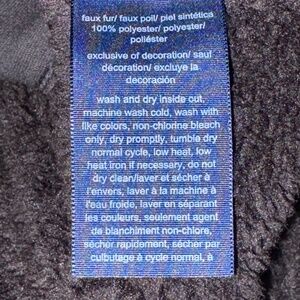 faux fur/ faux poil/ piel sintética
100% polyester/ polyester/
poliéster
exclusive of decoration/ sauf
décoration/ excluye la
decoración
wash and dry inside out.
machine wash cold, wash with
like colors, non-chlorine bleach
only, dry promptly, tumble dry
normal cycle, low heat, low
heat iron if necessary, do not
dry clean/laver et sécher à
l'envers, laver à la machine à
l'eau froide, laver en séparant
les couleurs, seulement agent
de blanchiment non-chlore,
sécher rapidement, sécher par
culbutage à cycle normal, à